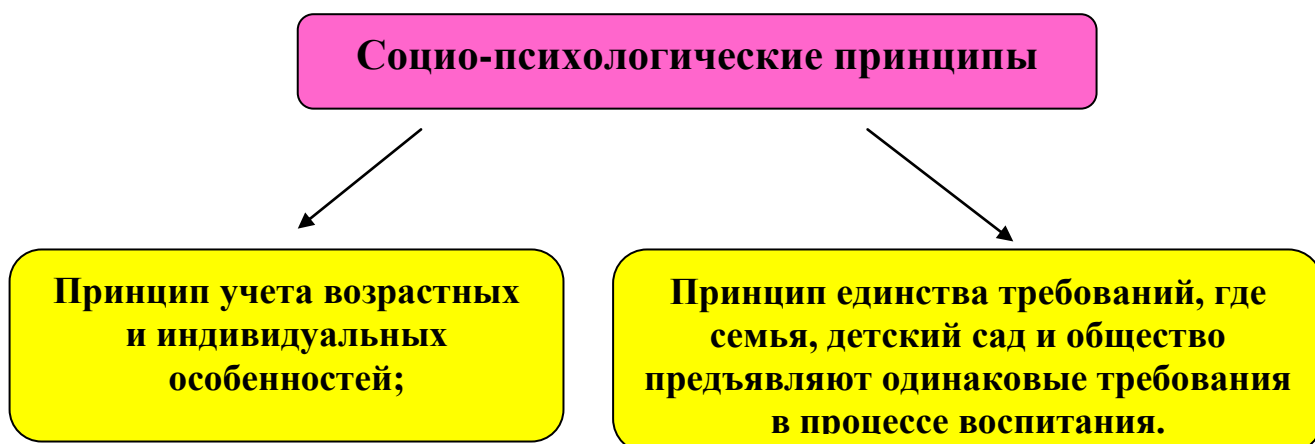 Социо-психологические принципы
Принцип учета возрастных
и индивидуальных
особенностей;
Принцип единства требований, где
семья, детский сад и общество
предъявляют одинаковые требования
в процессе воспитания.